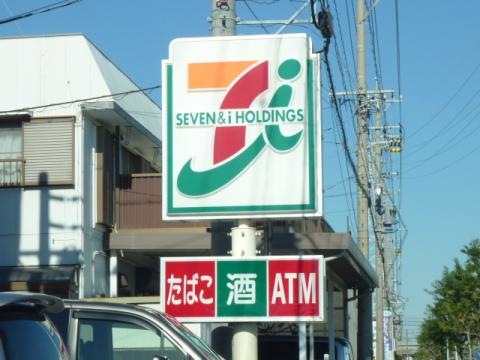 SEVEN & i HOLDINGS
たばこ 酒 ATM